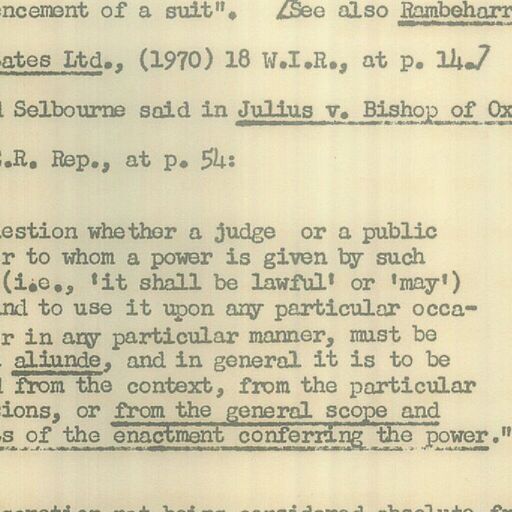 encement of a suit". [See also Rambeharr
ates Ltd., (1970) 18 W.I.R., at p. 14.]
Selbourne said in Julius v. Bishop of Ox
.R. Rep., at p. 54:
estion whether a judge or a public
r to whom a power is given by such
(i.e., 'it shall be lawful' or 'may')
nd to use it upon any particular occa-
r in any particular manner, must be
aliunde, and in general it is to be
from the context, from the particular
sions, or from the general scope and
s of the enactment conferring the power."